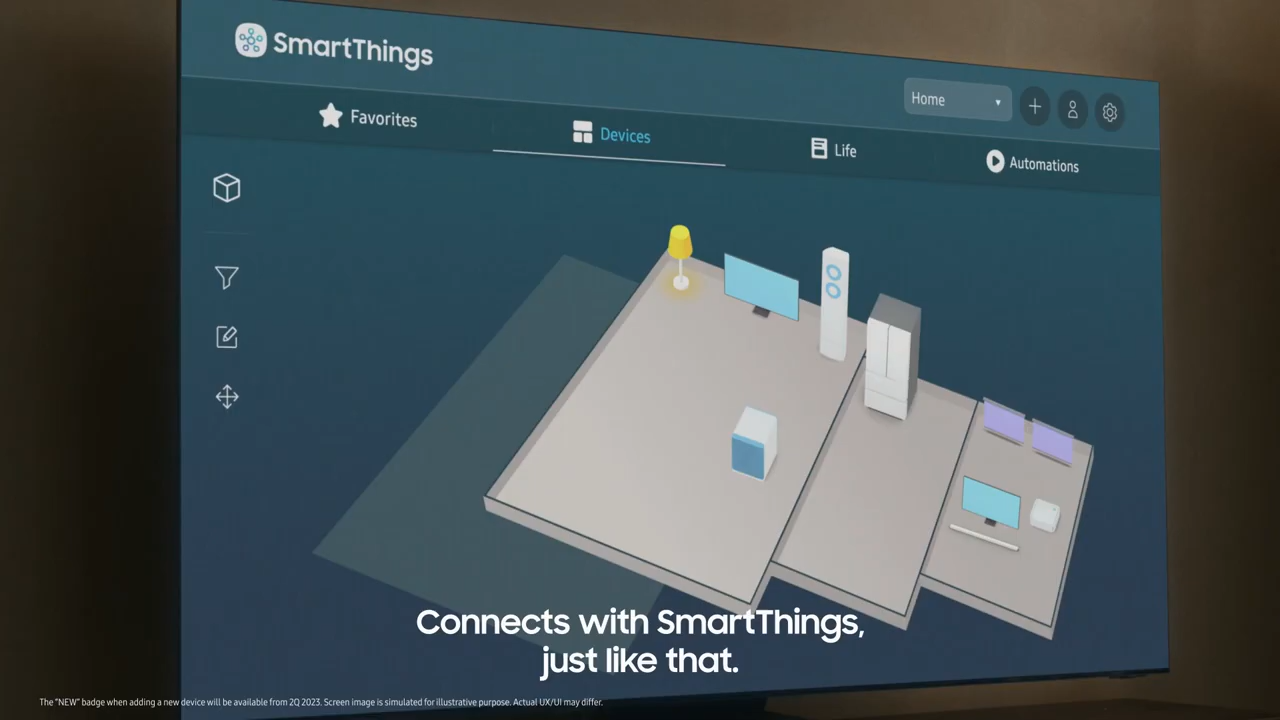 SmartThings
Home
Favorites
Devices
Life
Automations
Connects with SmartThings,
just like that.
The "NEW" badge when adding a new device will be available from 2Q 2023. Screen image is simulated for illustrative purpose. Actual UX/UI may differ.